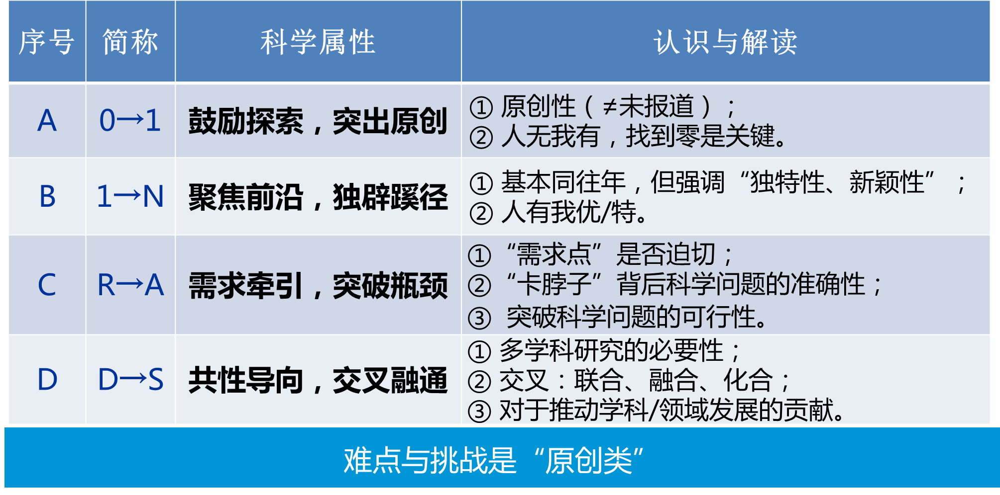 序号 简称 科学属性 认识与解读
A 0→1 鼓励探索，突出原创
① 原创性（≠未报道）；
② 人无我有，找到零是关键。
B 1→N 聚焦前沿，独辟蹊径
① 基本同往年，但强调“独特性、新颖性”；
② 人有我优/特。
C R→A 需求牵引，突破瓶颈
①“需求点”是否迫切；
②“卡脖子”背后科学问题的准确性；
③ 突破科学问题的可行性。
D D→S 共性导向，交叉融通
① 多学科研究的必要性；
② 交叉：联合、融合、化合；
③ 对于推动学科/领域发展的贡献。
难点与挑战是“原创类”